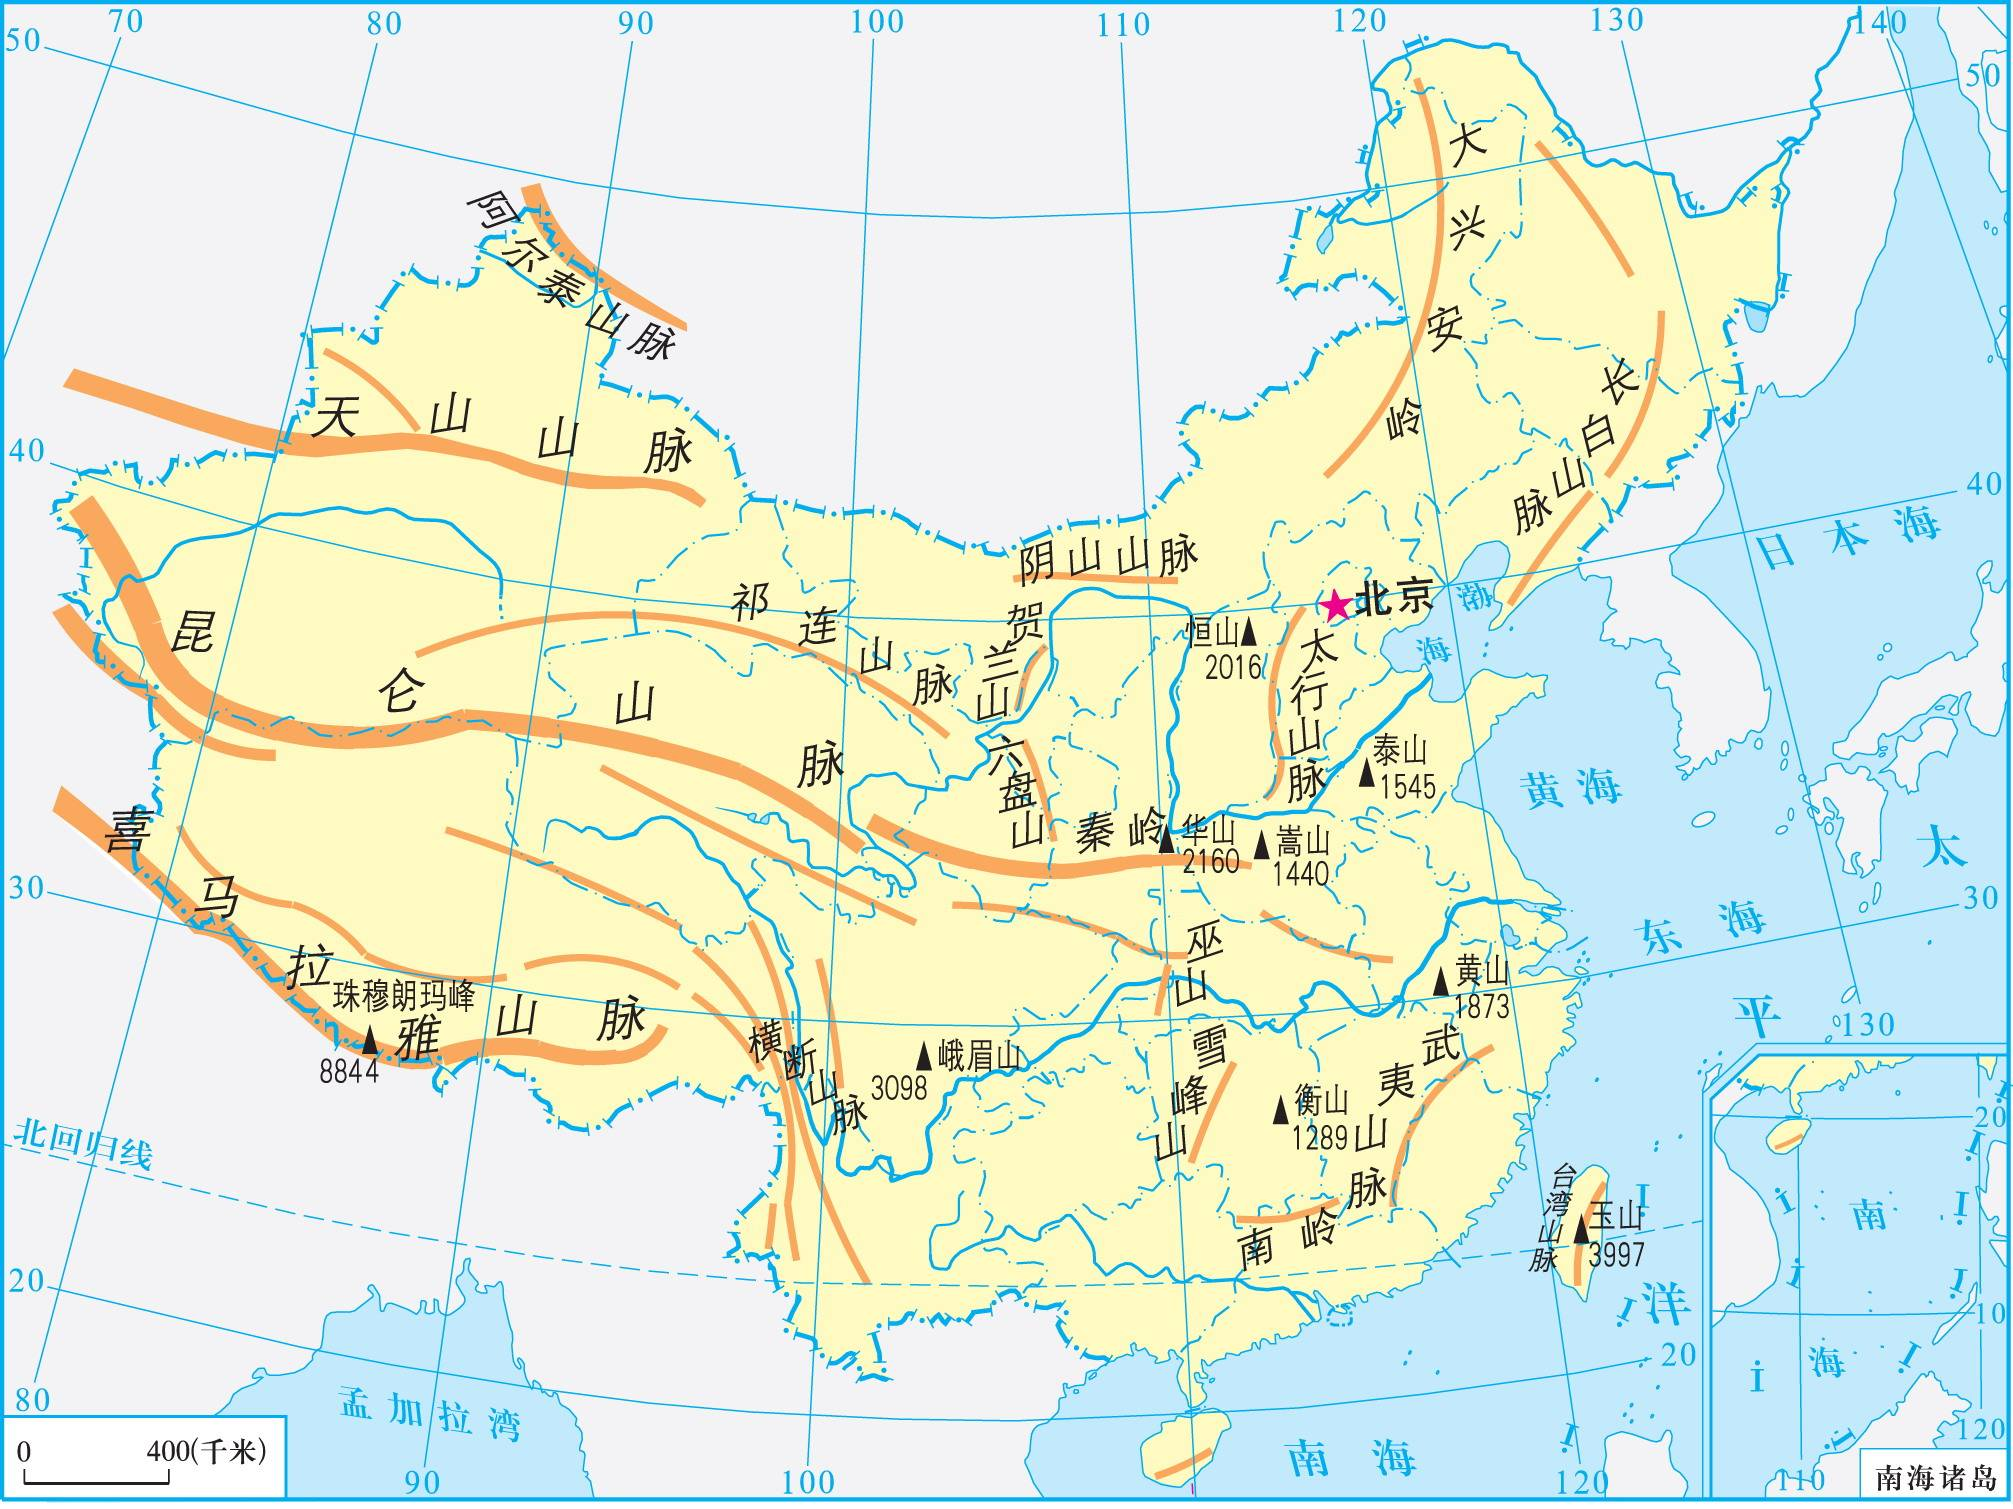 70 80 90 100 110 120 130 140
50
50
阿尔泰山脉
大兴安岭
天山山脉
长白山脉
40
40
日本海
阴山山脉
北京
渤海
昆仑山脉
祁连山脉
贺兰山
恒山
2016
太行山脉
六盘山
泰山
1545
黄海
秦岭
华山
2160
嵩山
1440
太平洋
喜马拉雅山脉
30
30
东海
珠穆朗玛峰
8844
巫山
黄山
1873
横断山脉
峨眉山
3098
雪峰山
衡山
1289
武夷山脉
南岭
130
北回归线
台湾山脉
玉山
3997
20
20
80
孟加拉湾
南海
90
100
120
0 400(千米)
20
南海
10
120
110
南海诸岛